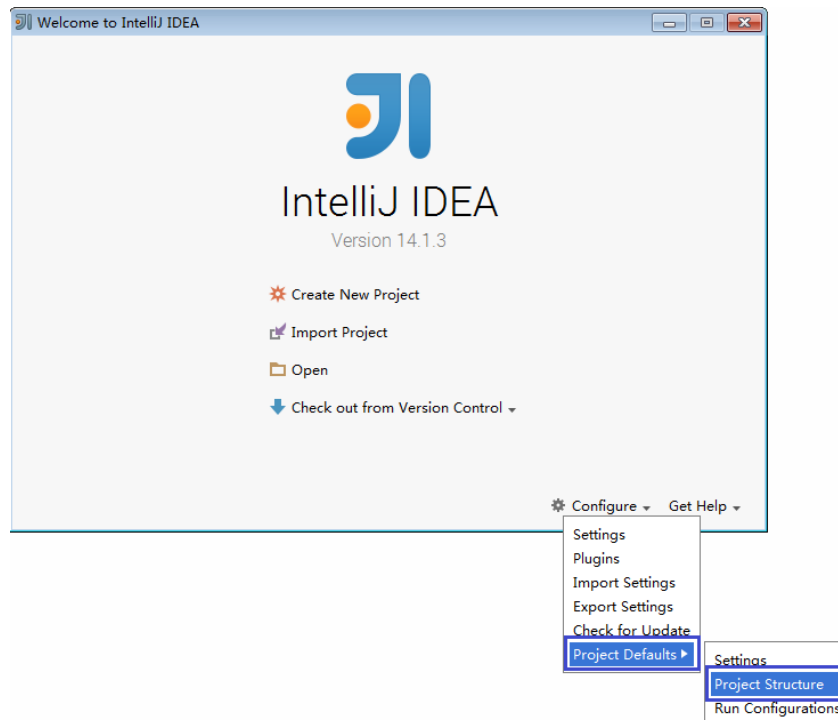 Welcome to IntelliJ IDEA
IntelliJ IDEA
Version 14.1.3
Create New Project
Import Project
Open
Check out from Version Control
Configure
Get Help
Settings
Plugins
Import Settings
Export Settings
Check for Update
Project Defaults
Settings
Project Structure
Run Configurations